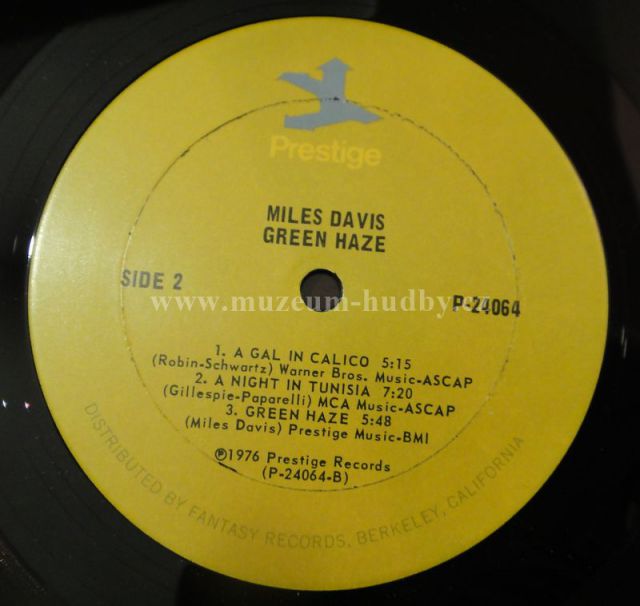 Prestige
MILES DAVIS
GREEN HAZE
SIDE 2
P-24064
www.muzeum-hudby.cz
1. A GAL IN CALICO 5:15
(Robin-Schwartz) Warner Bros. Music-ASCAP
2. A NIGHT IN TUNISIA 7:20
(Gillespie-Paparelli) MCA Music-ASCAP
3. GREEN HAZE 5:48
(Miles Davis) Prestige Music-BMI
℗1976 Prestige Records
(P-24064-B)
DISTRIBUTED BY FANTASY RECORDS, BERKELEY, CALIFORNIA